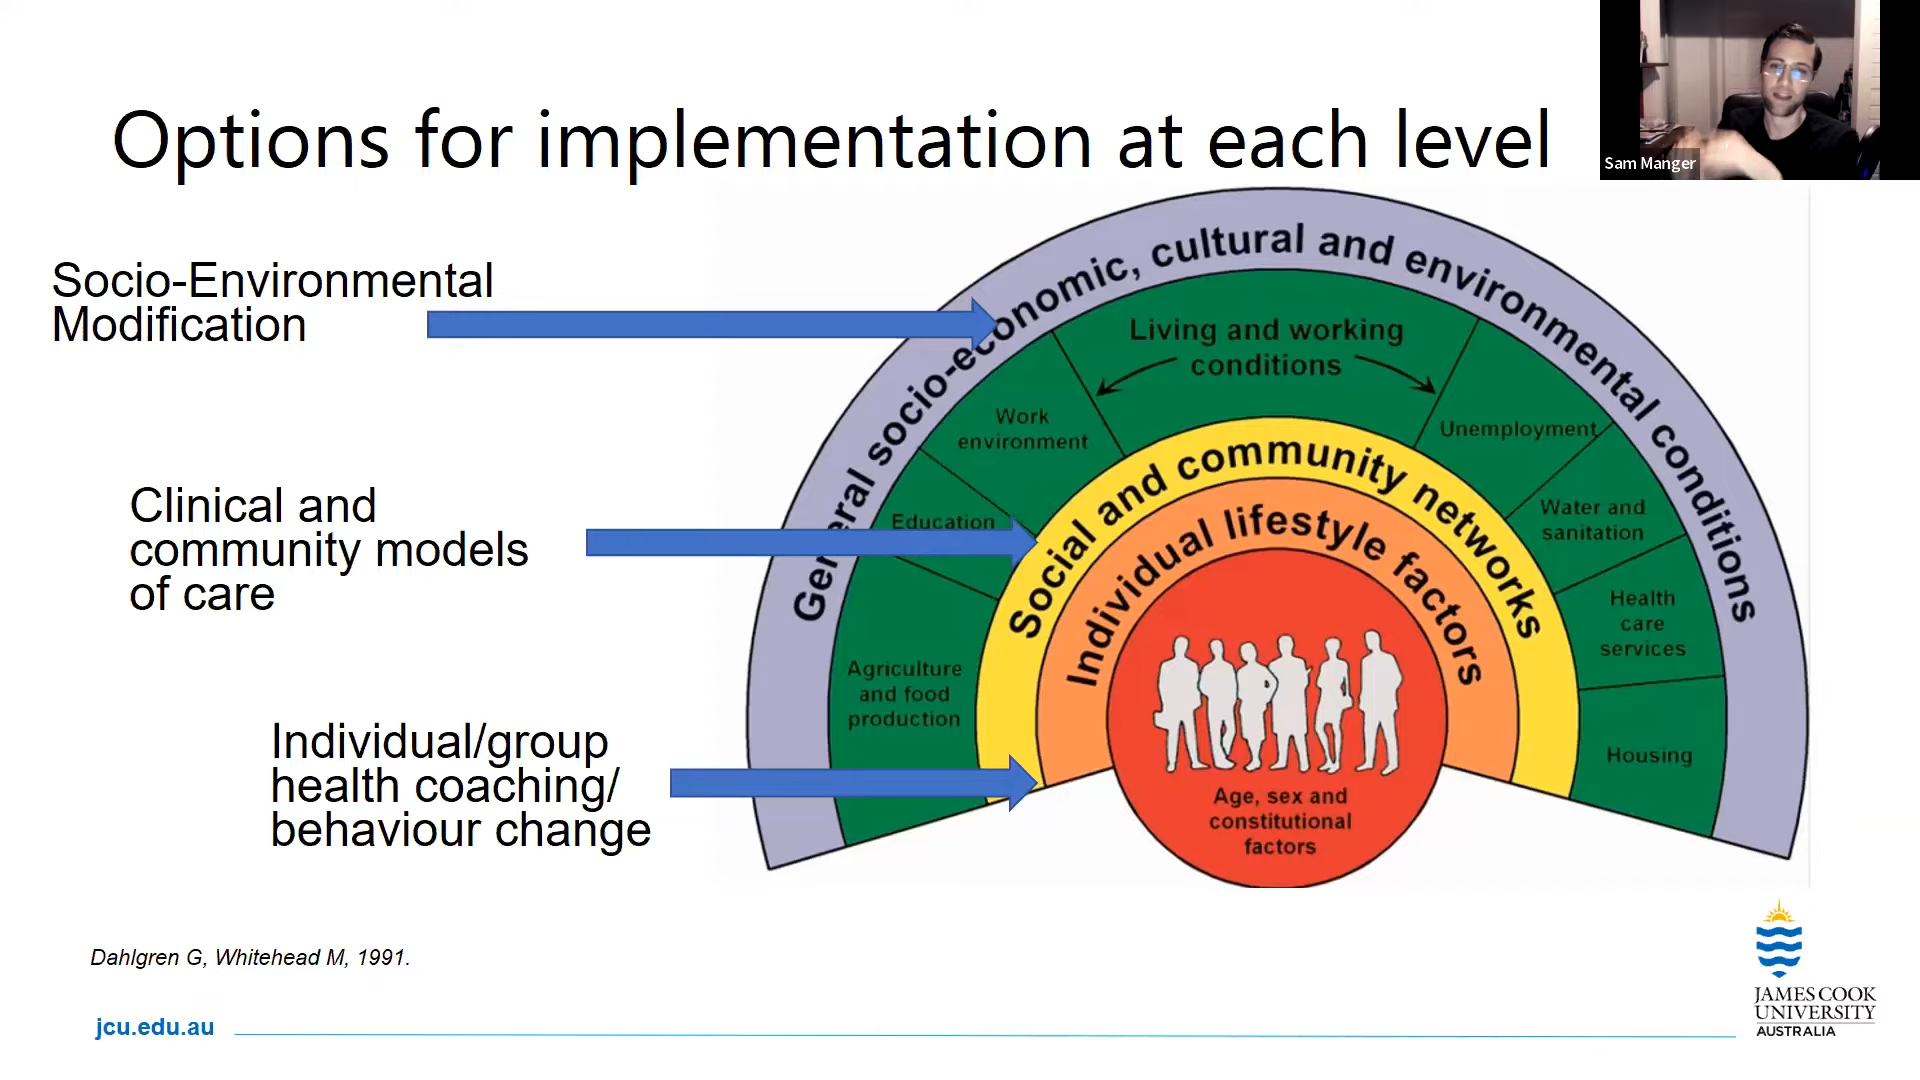 Options for implementation at each level
Sam Manger
Socio-Environmental
Modification
Clinical and
community models
of care
Individual/group
health coaching/
behaviour change
General socio-economic, cultural and environmental conditions
Living and working
conditions
Work
environment
Education
Agriculture
and food
production
Unemployment
Water and
sanitation
Health
care
services
Housing
Social and community networks
Individual lifestyle factors
Age, sex and
constitutional
factors
Dahlgren G, Whitehead M, 1991.
jcu.edu.au
JAMES COOK
UNIVERSITY
AUSTRALIA